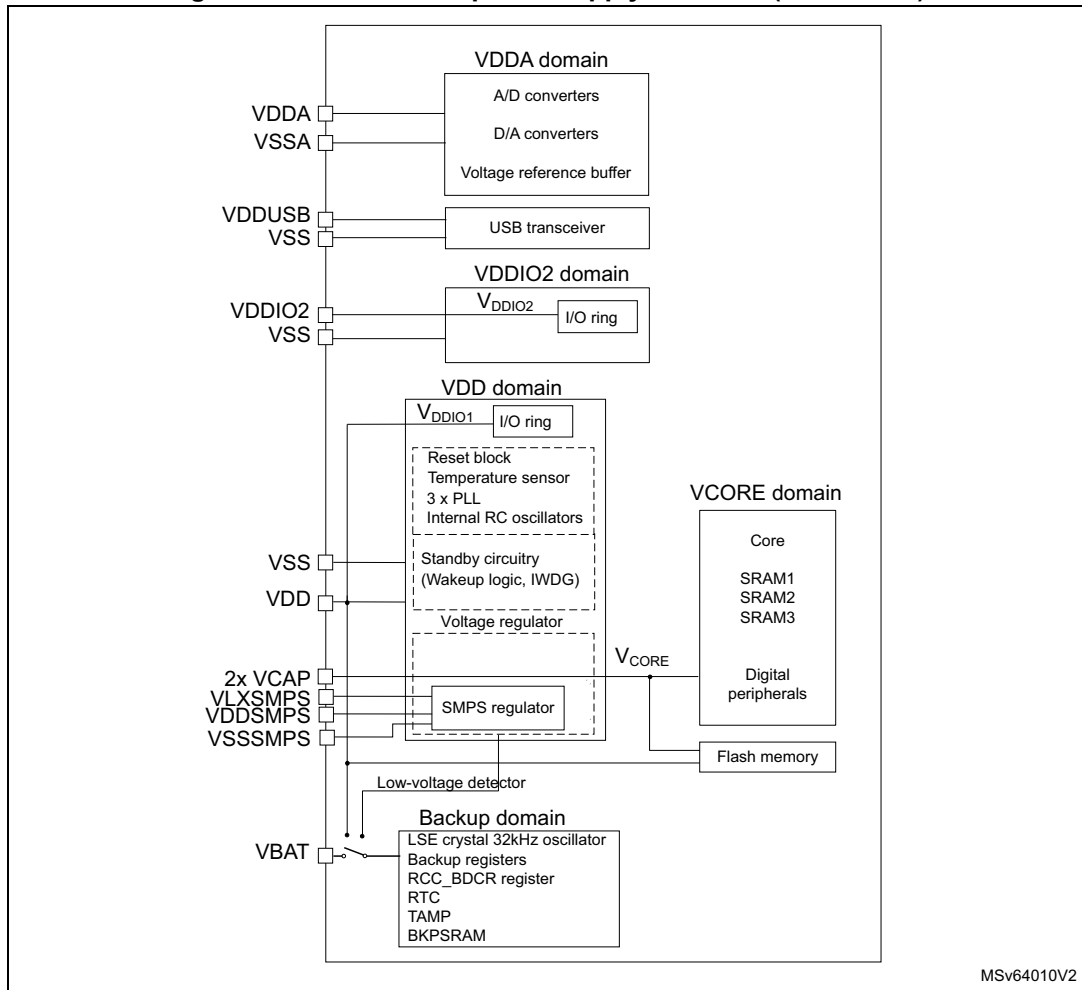 VDDA domain
A/D converters
D/A converters
Voltage reference buffer
VDDA
VSSA
VDDUSB
VSS
USB transceiver
VDDIO2 domain
VDDIO2
VSS
VDDIO2
I/O ring
VDD domain
VDDIO1
I/O ring
Reset block
Temperature sensor
3 x PLL
Internal RC oscillators
Standby circuitry
(Wakeup logic, IWDG)
VSS
VDD
Voltage regulator
2x VCAP
VLXSMPS
VDDSMPS
VSSSMPS
SMPS regulator
VCORE
VCORE domain
Core
SRAM1
SRAM2
SRAM3
Digital
peripherals
Flash memory
Low-voltage detector
Backup domain
VBAT
LSE crystal 32kHz oscillator
Backup registers
RCC_BDCR register
RTC
TAMP
BKPSRAM
MSv64010V2